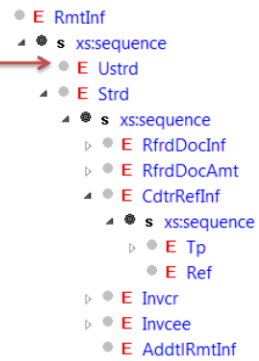 E RmtInf
s xs:sequence
E Ustrd
E Strd
s xs:sequence
E RfrdDocInf
E RfrdDocAmt
E CdtrRefInf
s xs:sequence
E Tp
E Ref
E Invcr
E Invcee
E AddtlRmtInf